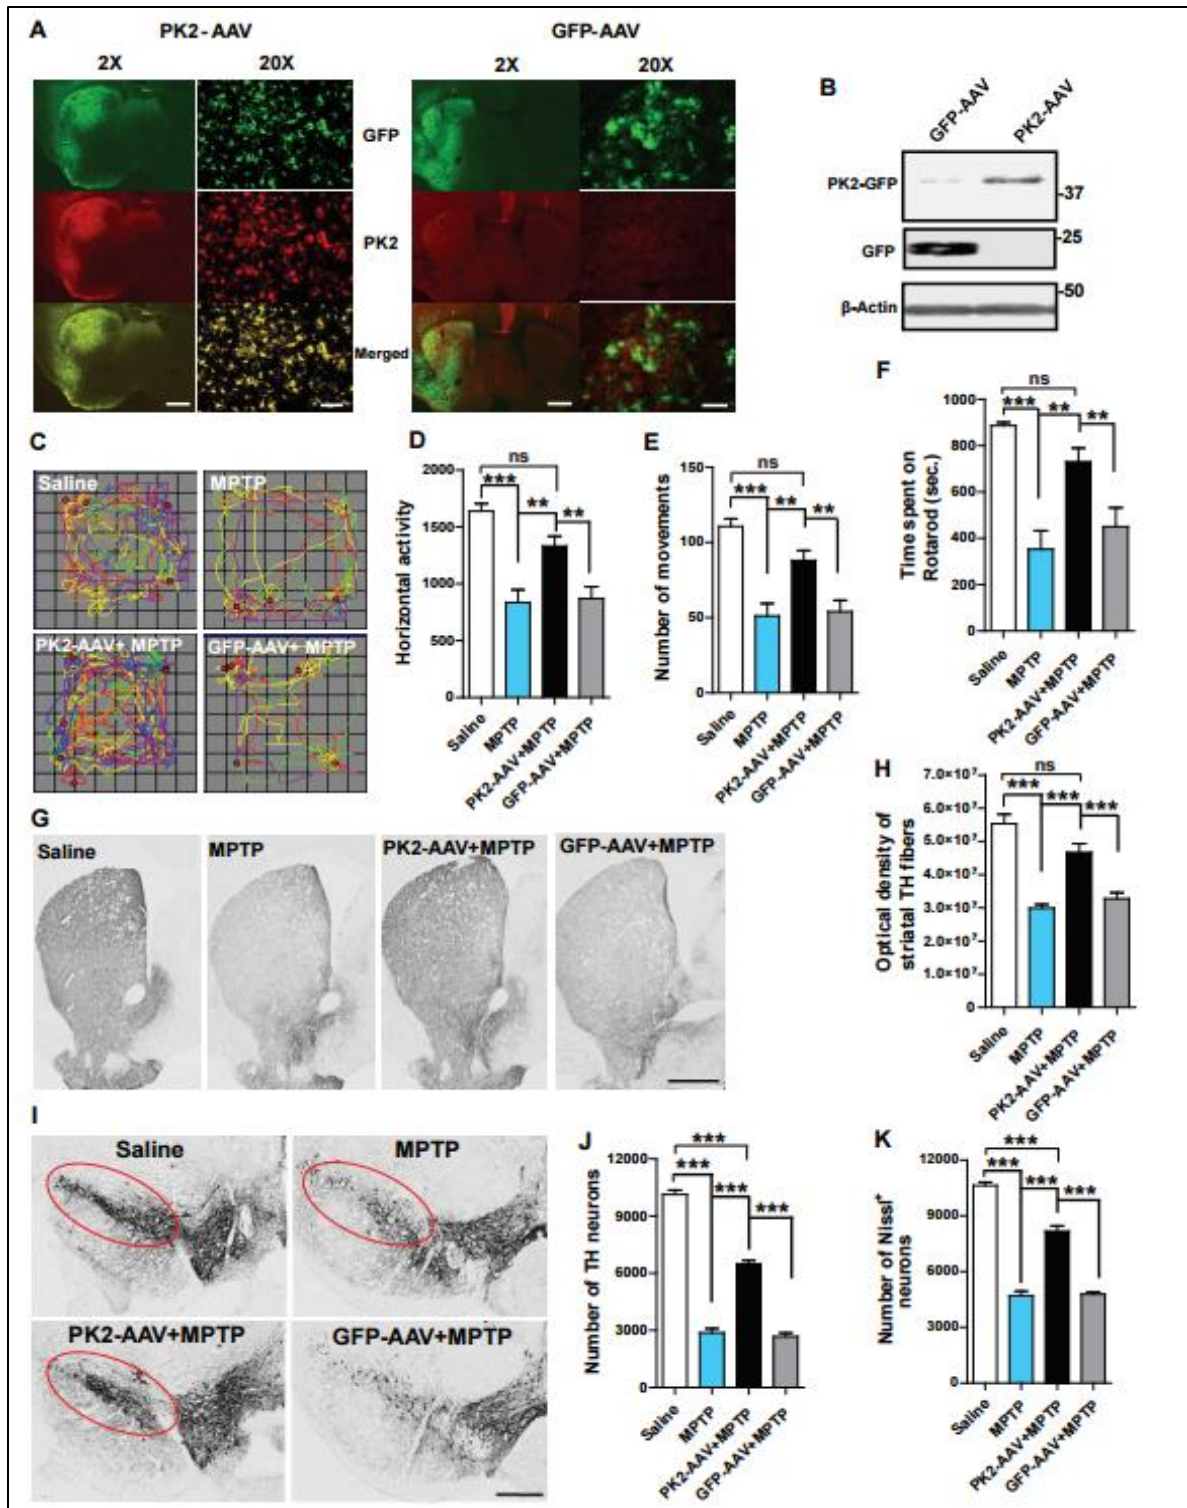 A
PK2-AAV
GFP-AAV
2X
20X
2X
20X
GFP
PK2
Merged
B
GFP-AAV
PK2-AAV
PK2-GFP
-37
GFP
-25
β-Actin
-50
C
Saline
MPTP
PK2-AAV+ MPTP
GFP-AAV+ MPTP
D
Horizontal activity
2000
1500
1000
500
0
ns
***
**
**
Saline
MPTP
PK2-AAV+MPTP
GFP-AAV+MPTP
E
Number of movements
150
100
50
0
ns
***
**
**
Saline
MPTP
PK2-AAV+MPTP
GFP-AAV+MPTP
F
Time spent on
Rotarod (sec.)
1000
800
600
400
200
0
ns
***
**
**
Saline
MPTP
PK2-AAV+MPTP
GFP-AAV+MPTP
G
Saline
MPTP
PK2-AAV+MPTP
GFP-AAV+MPTP
H
Optical density of
striatal TH fibers
7.0×10⁷
6.0×10⁷
5.0×10⁷
4.0×10⁷
3.0×10⁷
2.0×10⁷
1.0×10⁷
0
ns
***
***
***
Saline
MPTP
PK2-AAV+MPTP
GFP-AAV+MPTP
I
Saline
MPTP
PK2-AAV+MPTP
GFP-AAV+MPTP
J
Number of TH neurons
12000
9000
6000
3000
0
***
***
***
***
Saline
MPTP
PK2-AAV+MPTP
GFP-AAV+MPTP
K
Number of Nissl⁺
neurons
12000
9000
6000
3000
0
***
***
***
***
Saline
MPTP
PK2-AAV+MPTP
GFP-AAV+MPTP